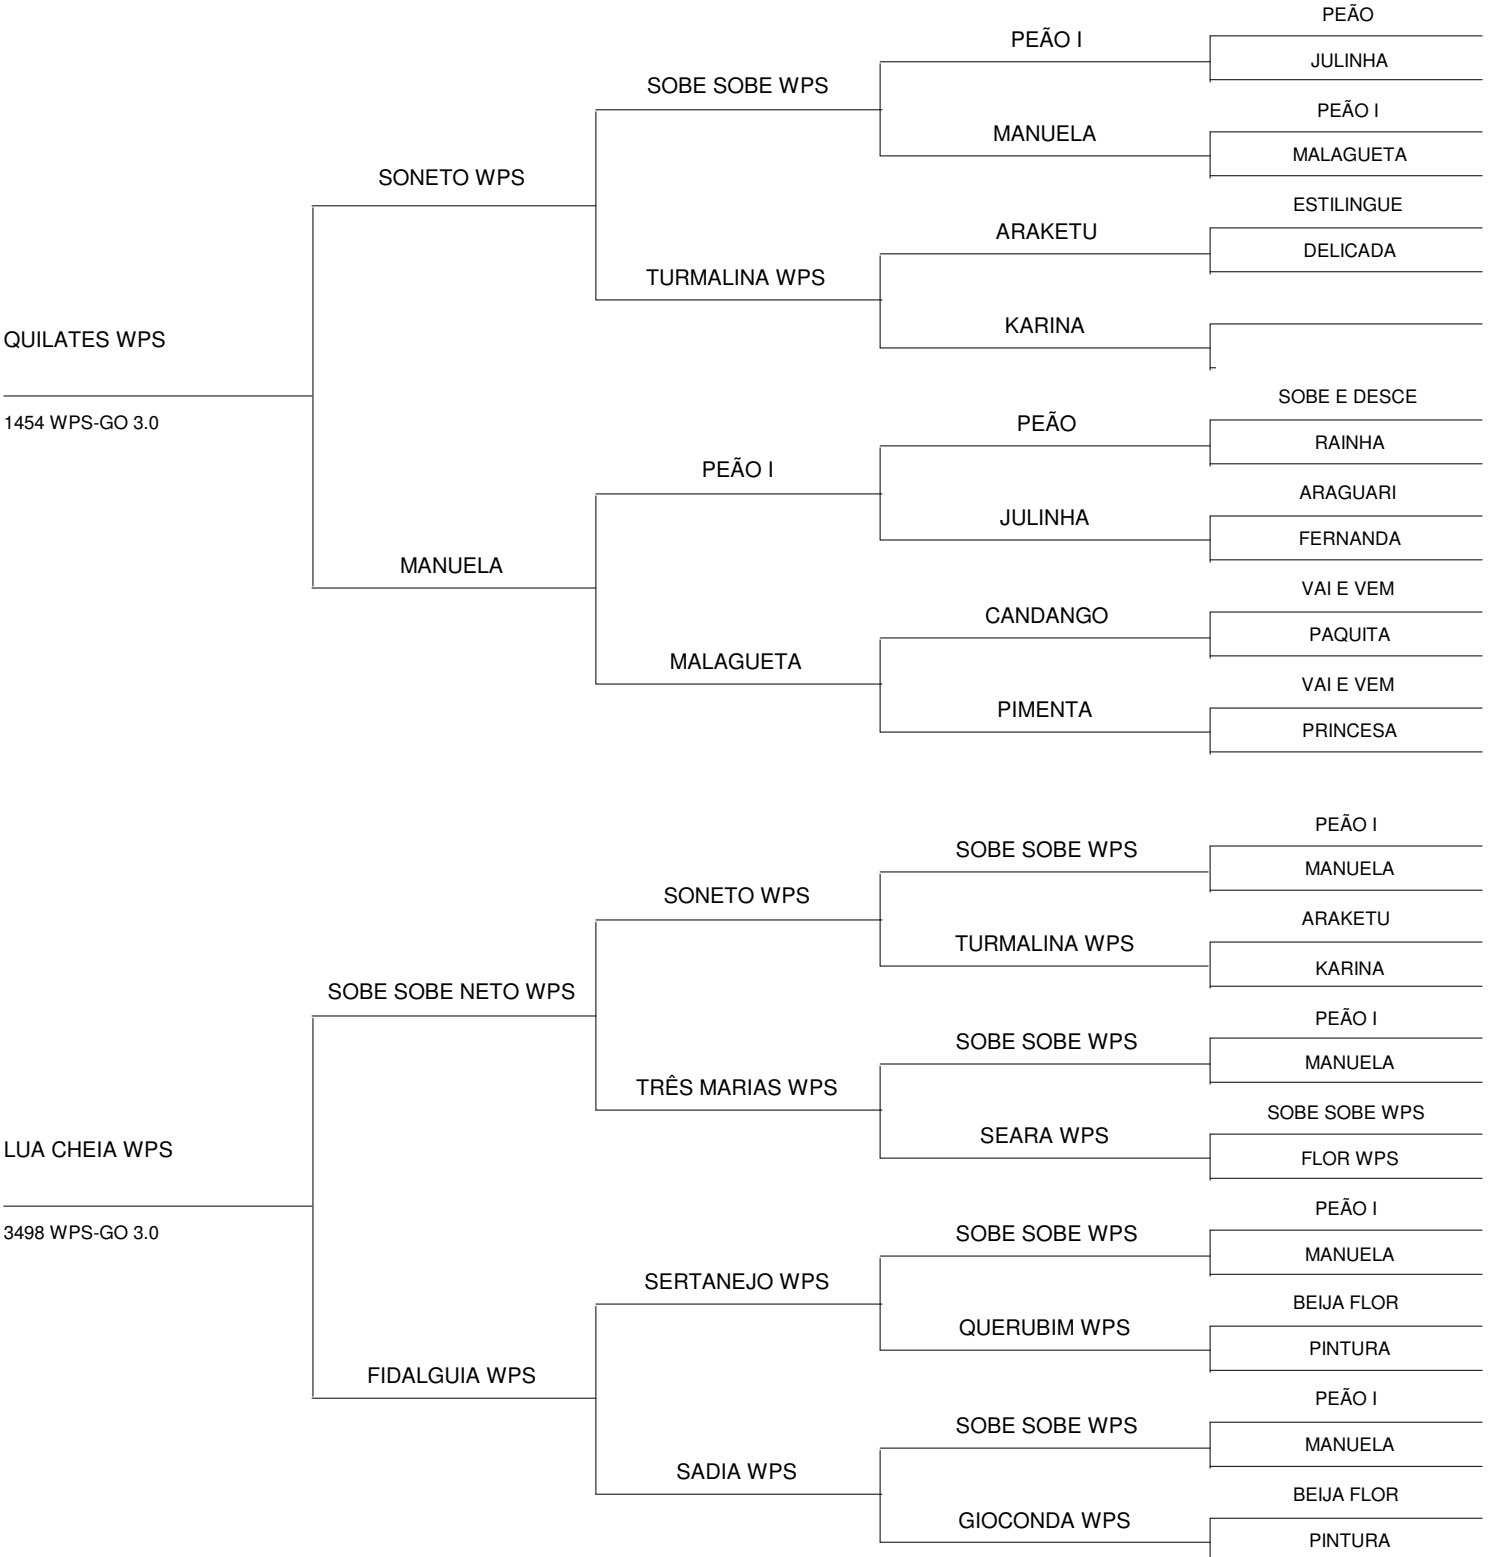 PEÃO
PEÃO I
JULINHA
SOBE SOBE WPS
PEÃO I
MANUELA
MALAGUETA
SONETO WPS
ESTILINGUE
ARAKETU
DELICADA
TURMALINA WPS
KARINA
QUILATES WPS
SOBE E DESCE
1454 WPS-GO 3.0
PEÃO
RAINHA
PEÃO I
ARAGUARI
JULINHA
FERNANDA
MANUELA
VAI E VEM
CANDANGO
PAQUITA
MALAGUETA
VAI E VEM
PIMENTA
PRINCESA
PEÃO I
SOBE SOBE WPS
MANUELA
SONETO WPS
ARAKETU
TURMALINA WPS
KARINA
SOBE SOBE NETO WPS
PEÃO I
SOBE SOBE WPS
MANUELA
TRÊS MARIAS WPS
SOBE SOBE WPS
SEARA WPS
LUA CHEIA WPS
FLOR WPS
PEÃO I
3498 WPS-GO 3.0
SOBE SOBE WPS
MANUELA
SERTANEJO WPS
BEIJA FLOR
QUERUBIM WPS
PINTURA
FIDALGUIA WPS
PEÃO I
SOBE SOBE WPS
MANUELA
SADIA WPS
BEIJA FLOR
GIOCONDA WPS
PINTURA